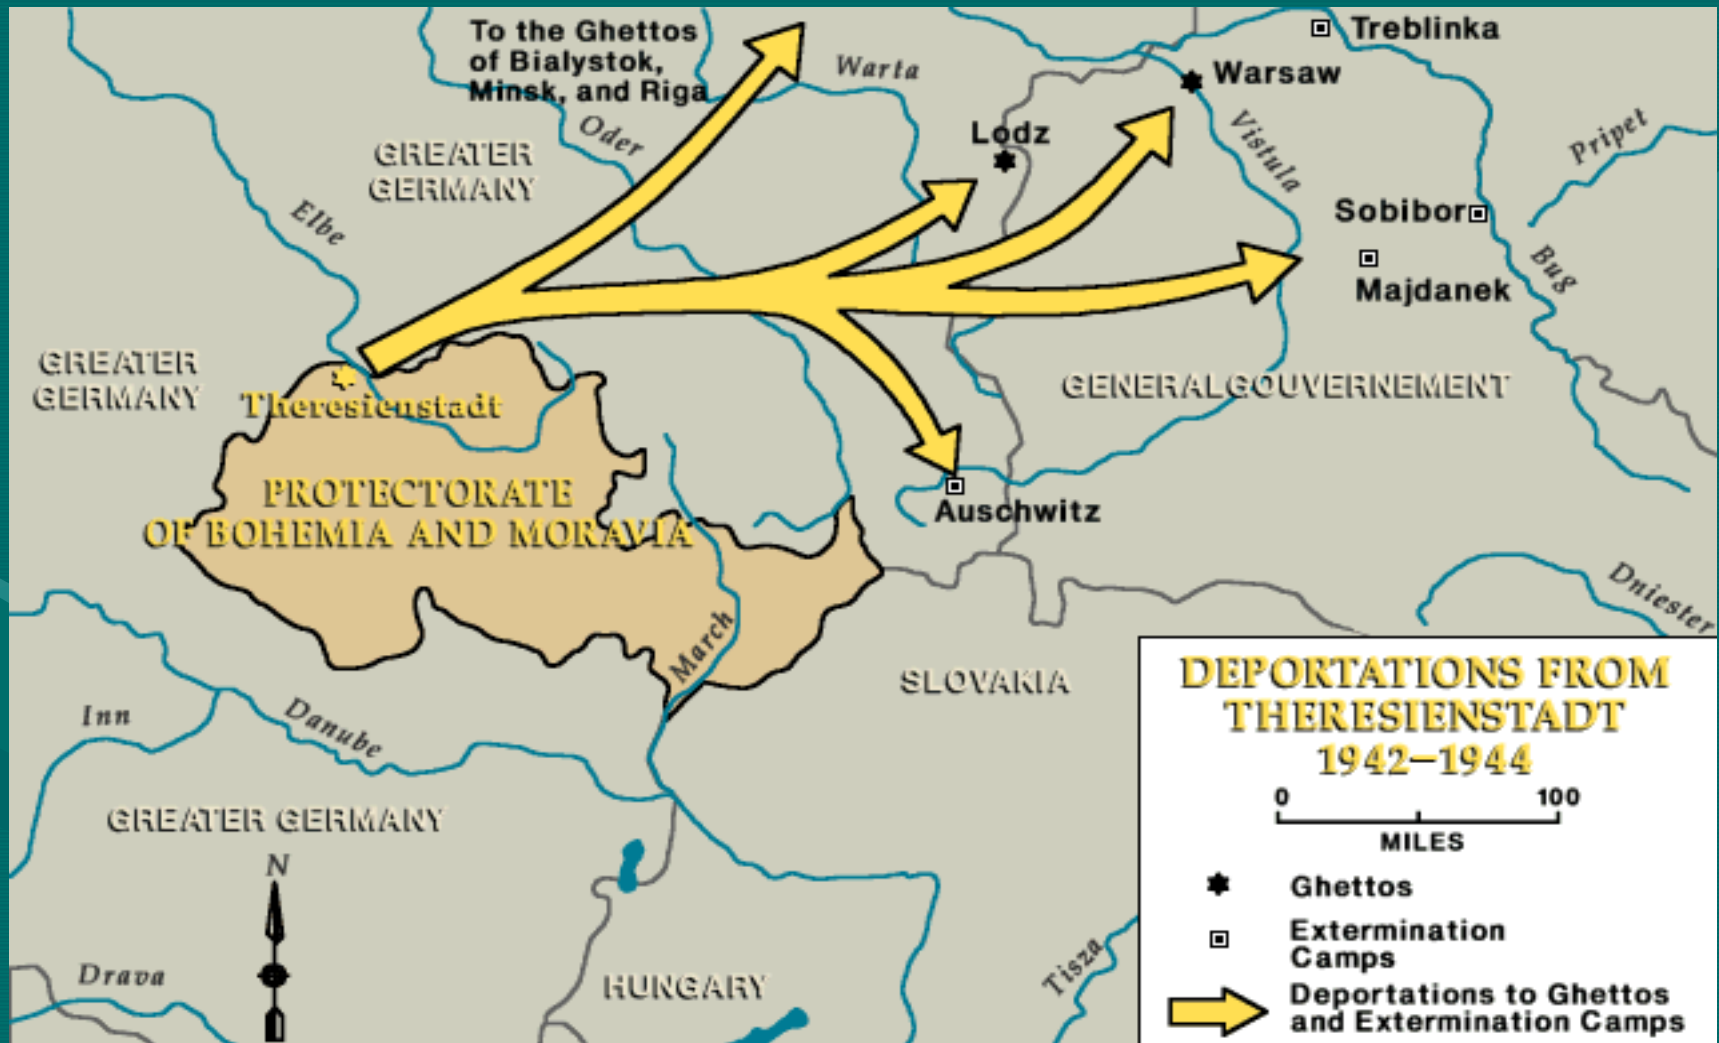 To the Ghettos
of Bialystok,
Minsk, and Riga
Warta
Treblinka
Warsaw
Oder
Lodz
Vistula
Pripet
GREATER
GERMANY
Elbe
Sobibor
Bug
Majdanek
GREATER
GERMANY
Theresienstadt
GENERALGOUVERNEMENT
PROTECTORATE
OF BOHEMIA AND MORAVIA
Auschwitz
Dniester
March
SLOVAKIA
Inn
Danube
GREATER GERMANY
N
Drava
HUNGARY
Tisza
DEPORTATIONS FROM
THERESIENSTADT
1942–1944
0 100
MILES
Ghettos
Extermination
Camps
Deportations to Ghettos
and Extermination Camps